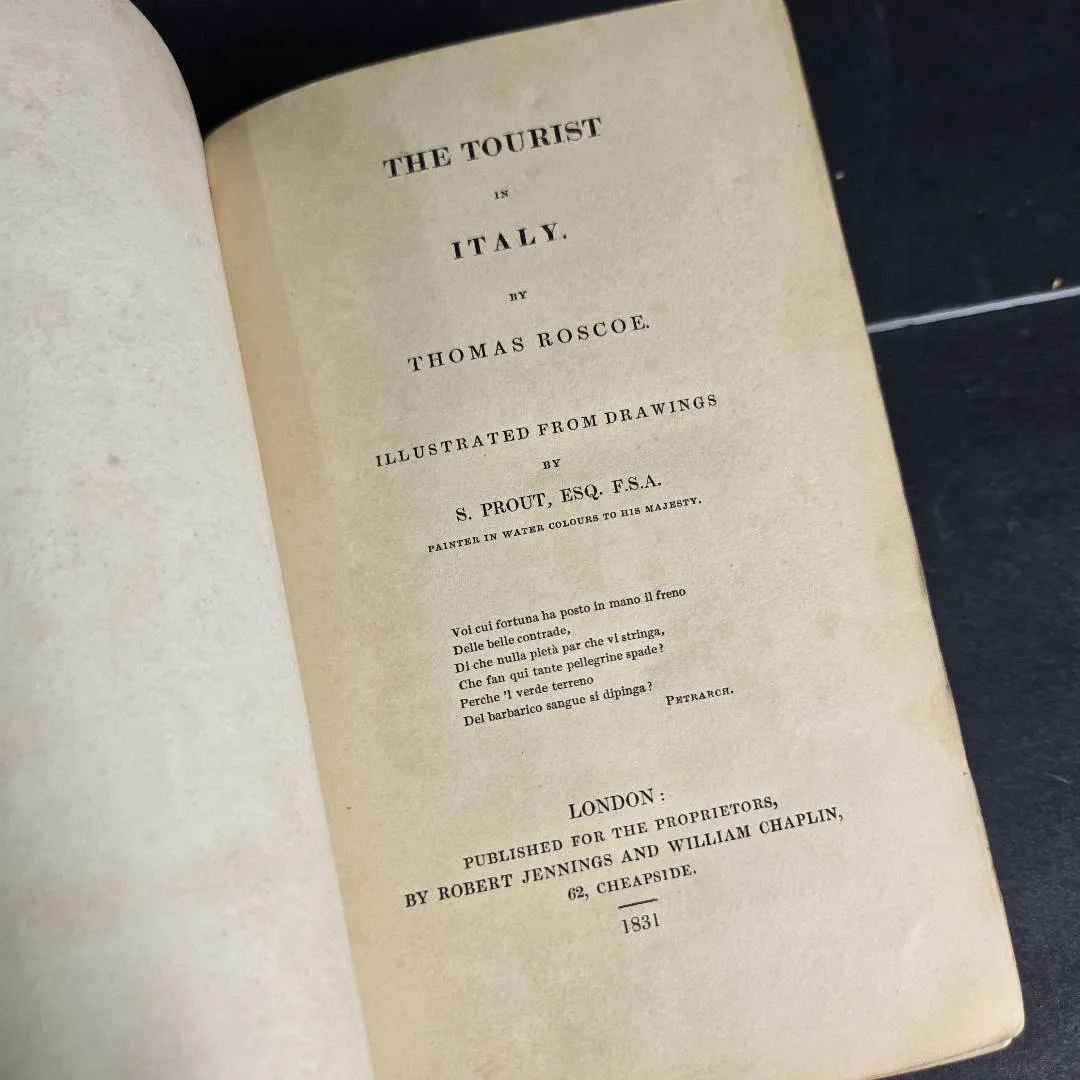 THE TOURIST
IN
ITALY.
BY
THOMAS ROSCOE.
ILLUSTRATED FROM DRAWINGS
BY
S. PROUT, ESQ. F.S.A.
PAINTER IN WATER COLOURS TO HIS MAJESTY.
Voi cui fortuna ha posto in mano il freno
Delle belle contrade,
Di che nulla pietà par che vi stringa,
Che fan qui tante pellegrine spade?
Perche 'l verde terreno
Del barbarico sangue si dipinga?
PETRARCH.
LONDON:
PUBLISHED FOR THE PROPRIETORS,
BY ROBERT JENNINGS AND WILLIAM CHAPLIN,
62, CHEAPSIDE.
1831